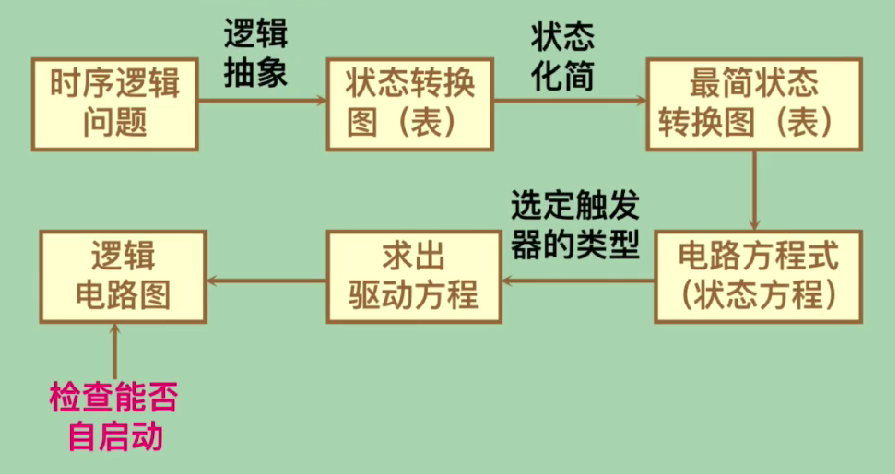 逻辑
抽象
状态
化简
时序逻辑
问题
状态转换
图（表）
最简状态
转换图（表）
选定触发
器的类型
逻辑
电路图
求出
驱动方程
电路方程式
（状态方程）
检查能否
自启动